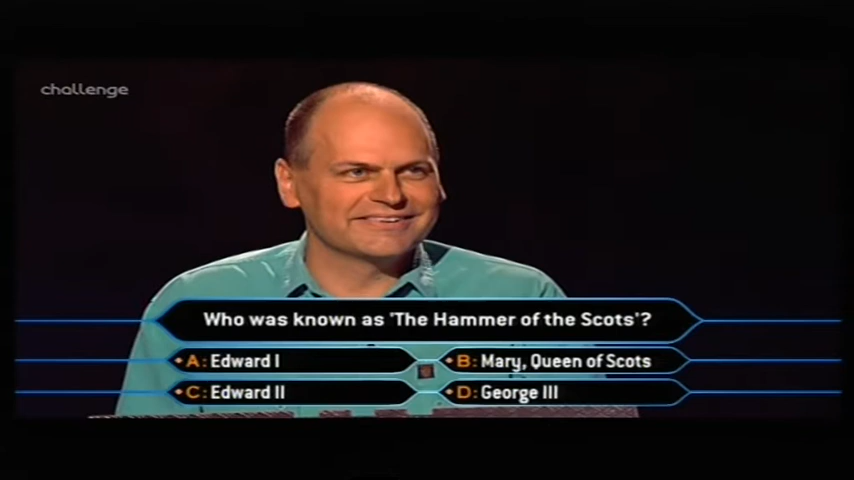 challenge
Who was known as 'The Hammer of the Scots'?
A: Edward I
B: Mary, Queen of Scots
C: Edward II
D: George III